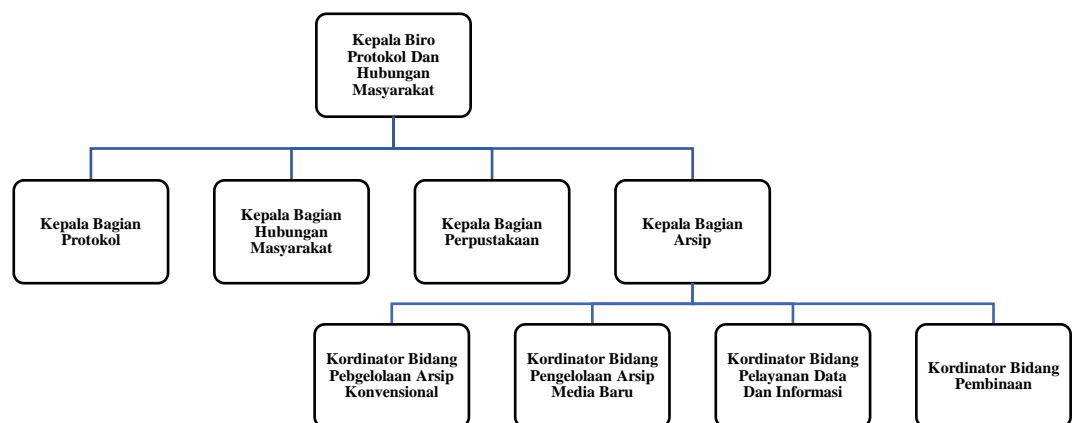 Kepala Biro
Protokol Dan
Hubungan
Masyarakat
Kepala Bagian
Protokol
Kepala Bagian
Hubungan
Masyarakat
Kepala Bagian
Perpustakaan
Kepala Bagian
Arsip
Kordinator Bidang
Pebgelolaan Arsip
Konvensional
Kordinator Bidang
Pengelolaan Arsip
Media Baru
Kordinator Bidang
Pelayanan Data
Dan Informasi
Kordinator Bidang
Pembinaan